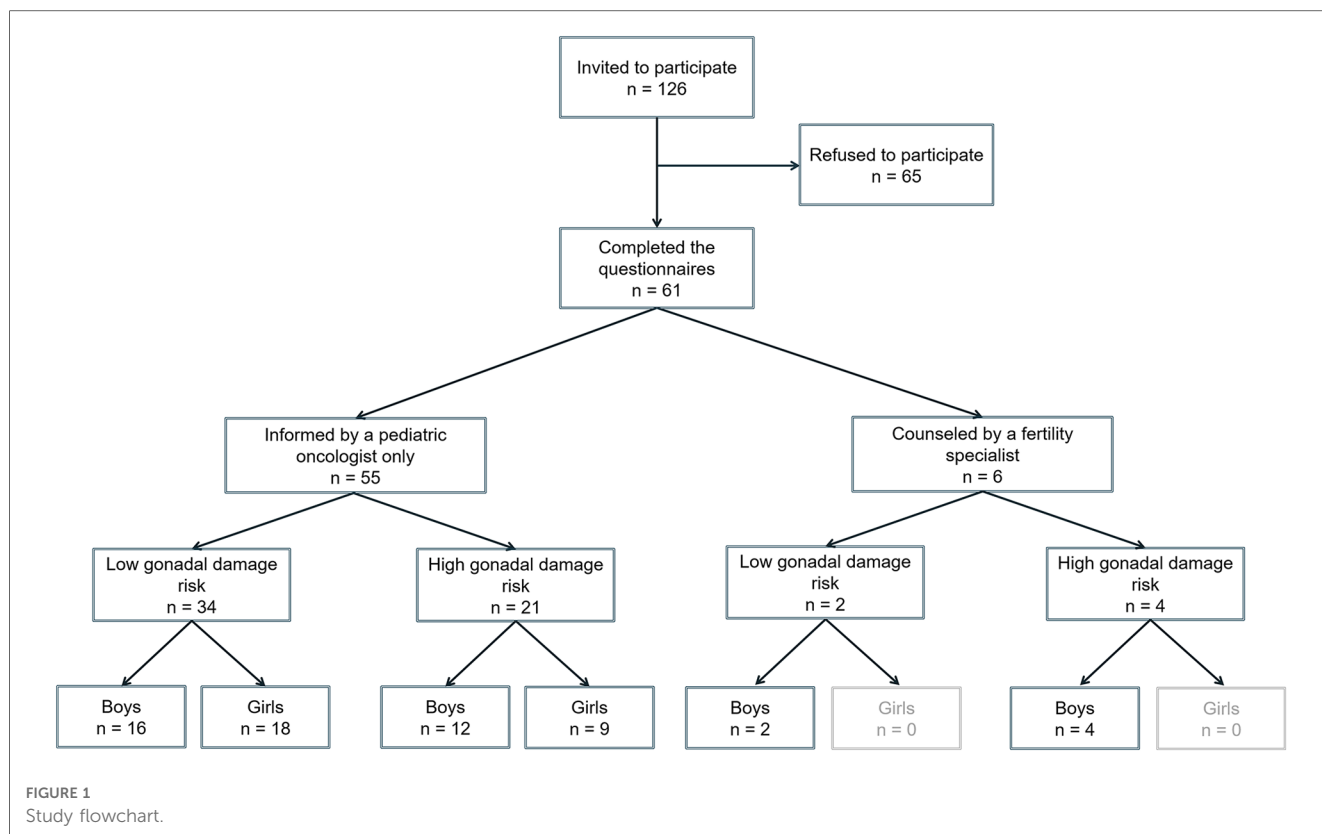 Invited to participate
n = 126
Refused to participate
n = 65
Completed the
questionnaires
n = 61
Informed by a pediatric
oncologist only
n = 55
Counseled by a fertility
specialist
n = 6
Low gonadal damage
risk
n = 34
High gonadal damage
risk
n = 21
Low gonadal damage
risk
n = 2
High gonadal damage
risk
n = 4
Boys
n = 16
Girls
n = 18
Boys
n = 12
Girls
n = 9
Boys
n = 2
Girls
n = 0
Boys
n = 4
Girls
n = 0
FIGURE 1
Study flowchart.